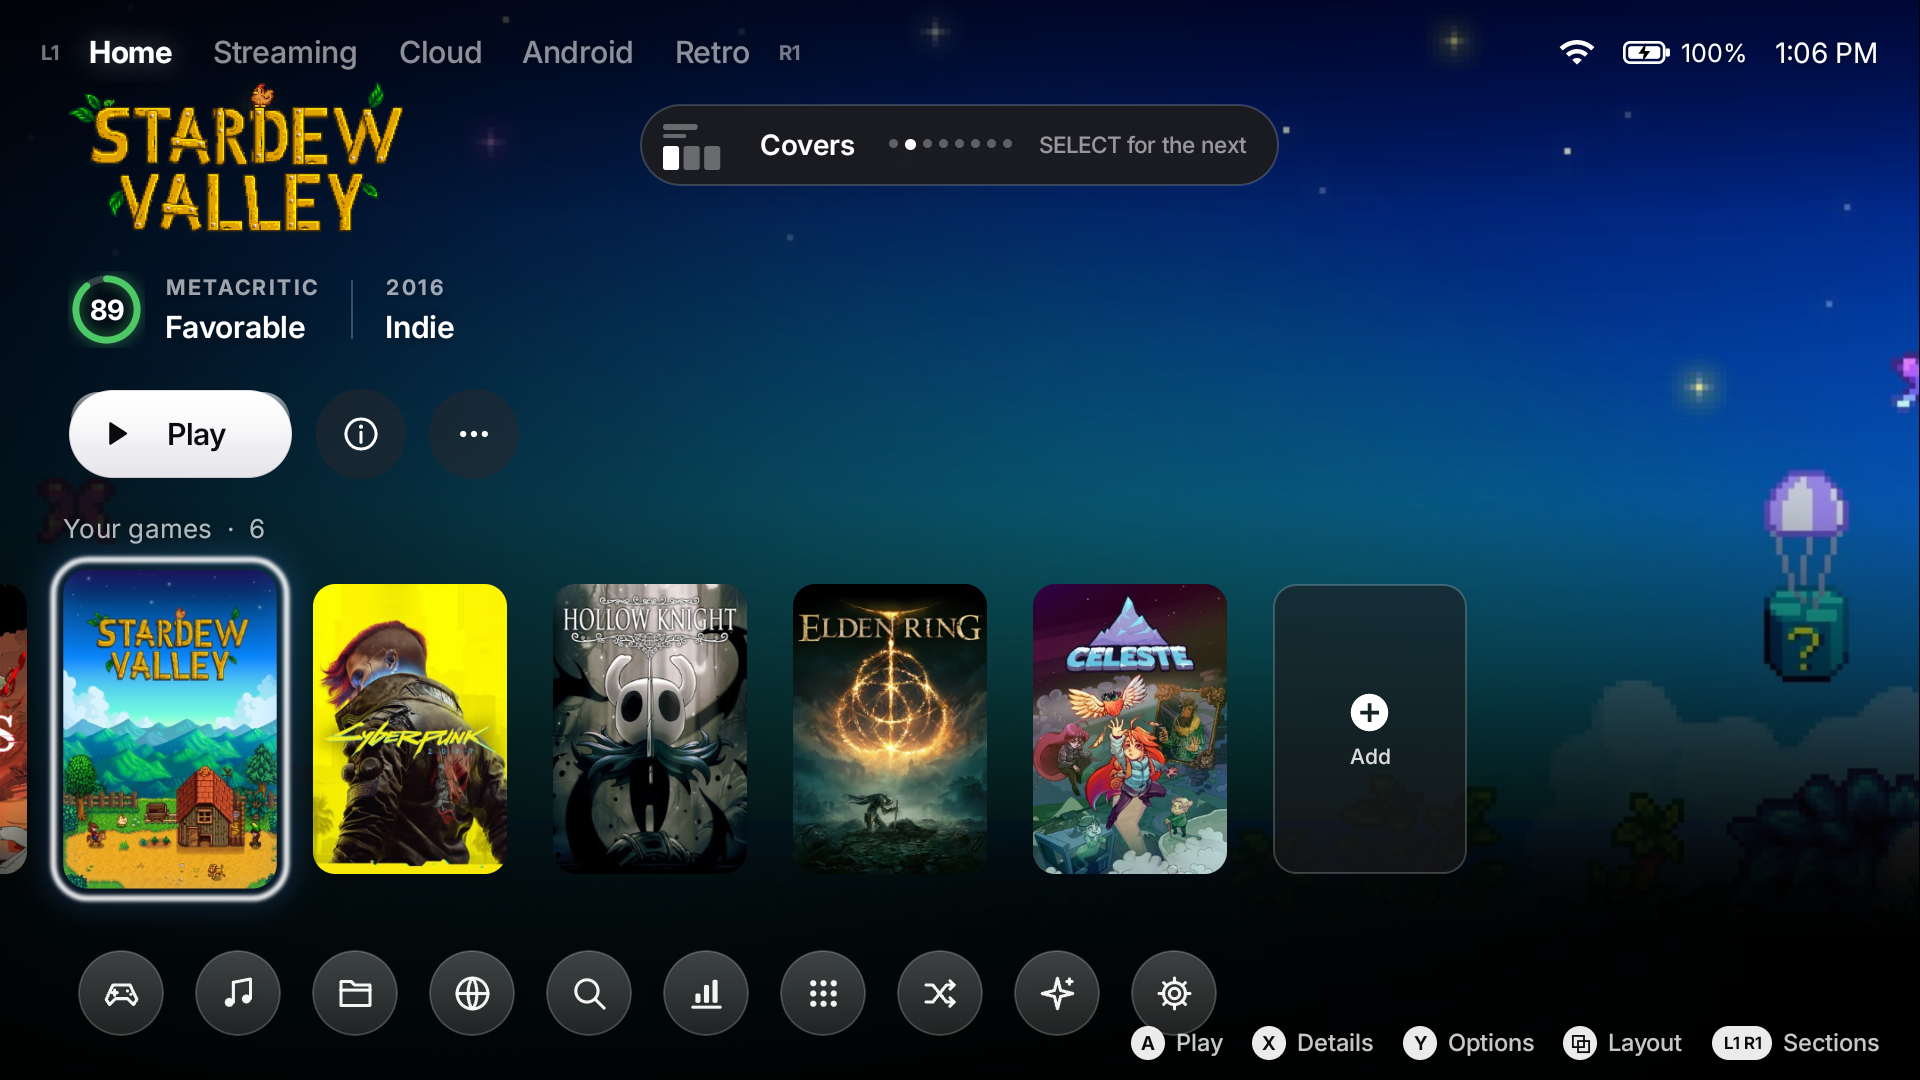 L1 Home Streaming Cloud Android Retro R1
100% 1:06 PM
STARDEW
VALLEY
Covers SELECT for the next
89
METACRITIC
Favorable
2016
Indie
Play
Your games · 6
S
STARDEW
VALLEY
Cyberpunk
2077
HOLLOW KNIGHT
ELDEN RING
CELESTE
?
Add
A Play X Details Y Options Layout L1 R1 Sections